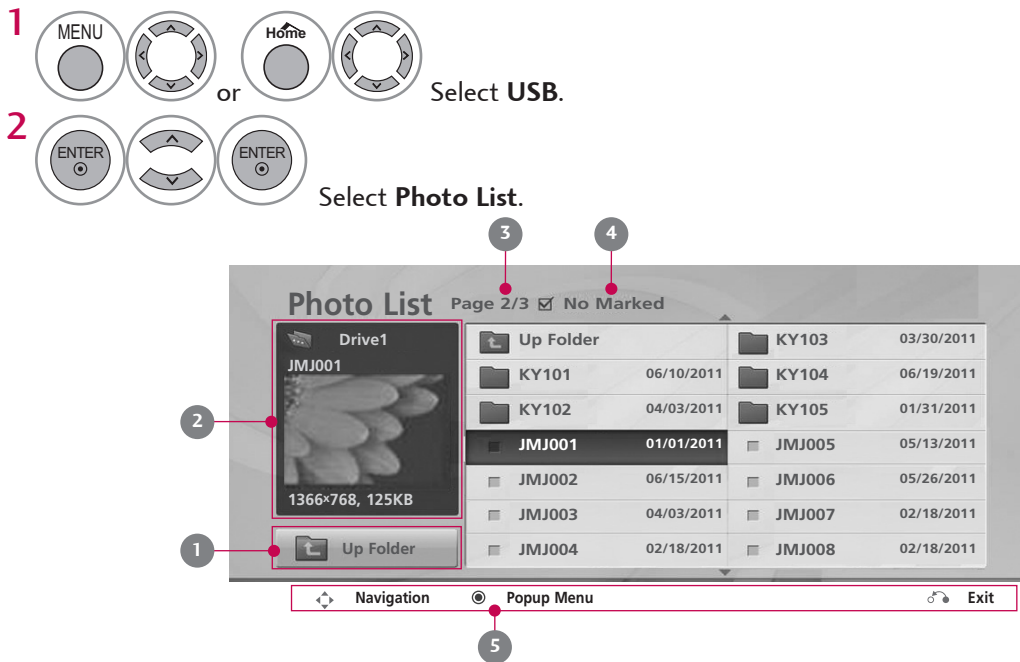 1
MENU or Home Select USB.
2
ENTER ENTER Select Photo List.
3 4
Photo List Page 2/3 No Marked
Drive1
JMJ001
1366x768, 125KB
2
1
Up Folder
Up Folder KY103 03/30/2011
KY101 06/10/2011 KY104 06/19/2011
KY102 04/03/2011 KY105 01/31/2011
JMJ001 01/01/2011 JMJ005 05/13/2011
JMJ002 06/15/2011 JMJ006 05/26/2011
JMJ003 04/03/2011 JMJ007 02/18/2011
JMJ004 02/18/2011 JMJ008 02/18/2011
Navigation Popup Menu Exit
5